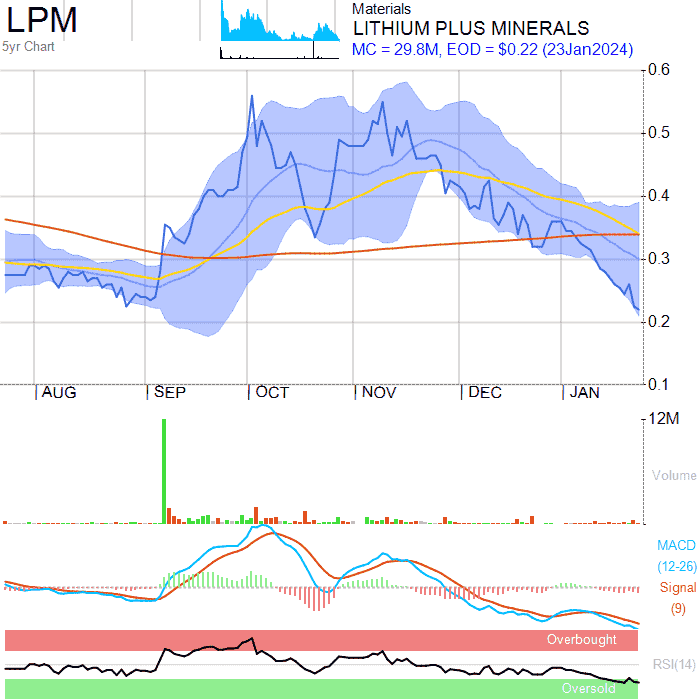 LPM
5yr Chart
Materials
LITHIUM PLUS MINERALS
MC = 29.8M, EOD = $0.22 (23Jan2024)
0.6
0.5
0.4
0.3
0.2
0.1
AUG SEP OCT NOV DEC JAN
12M
Volume
MACD
(12-26)
Signal
(9)
Overbought
RSI(14)
Oversold